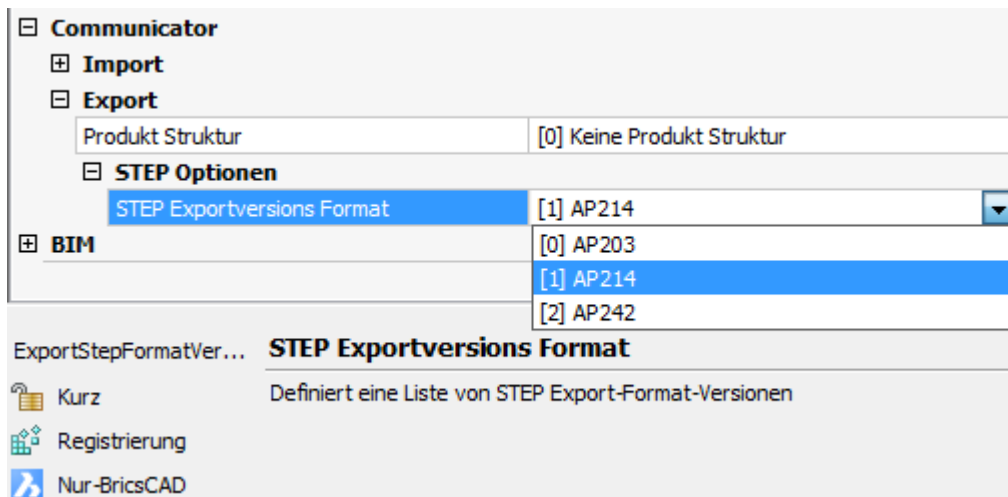 Communicator
Import
Export
Produkt Struktur [0] Keine Produkt Struktur
STEP Optionen
STEP Exportversions Format [1] AP214
BIM [0] AP203
[1] AP214
[2] AP242
ExportStepFormatVer... STEP Exportversions Format
Kurz Definiert eine Liste von STEP Export-Format-Versionen
Registrierung
Nur-BricsCAD